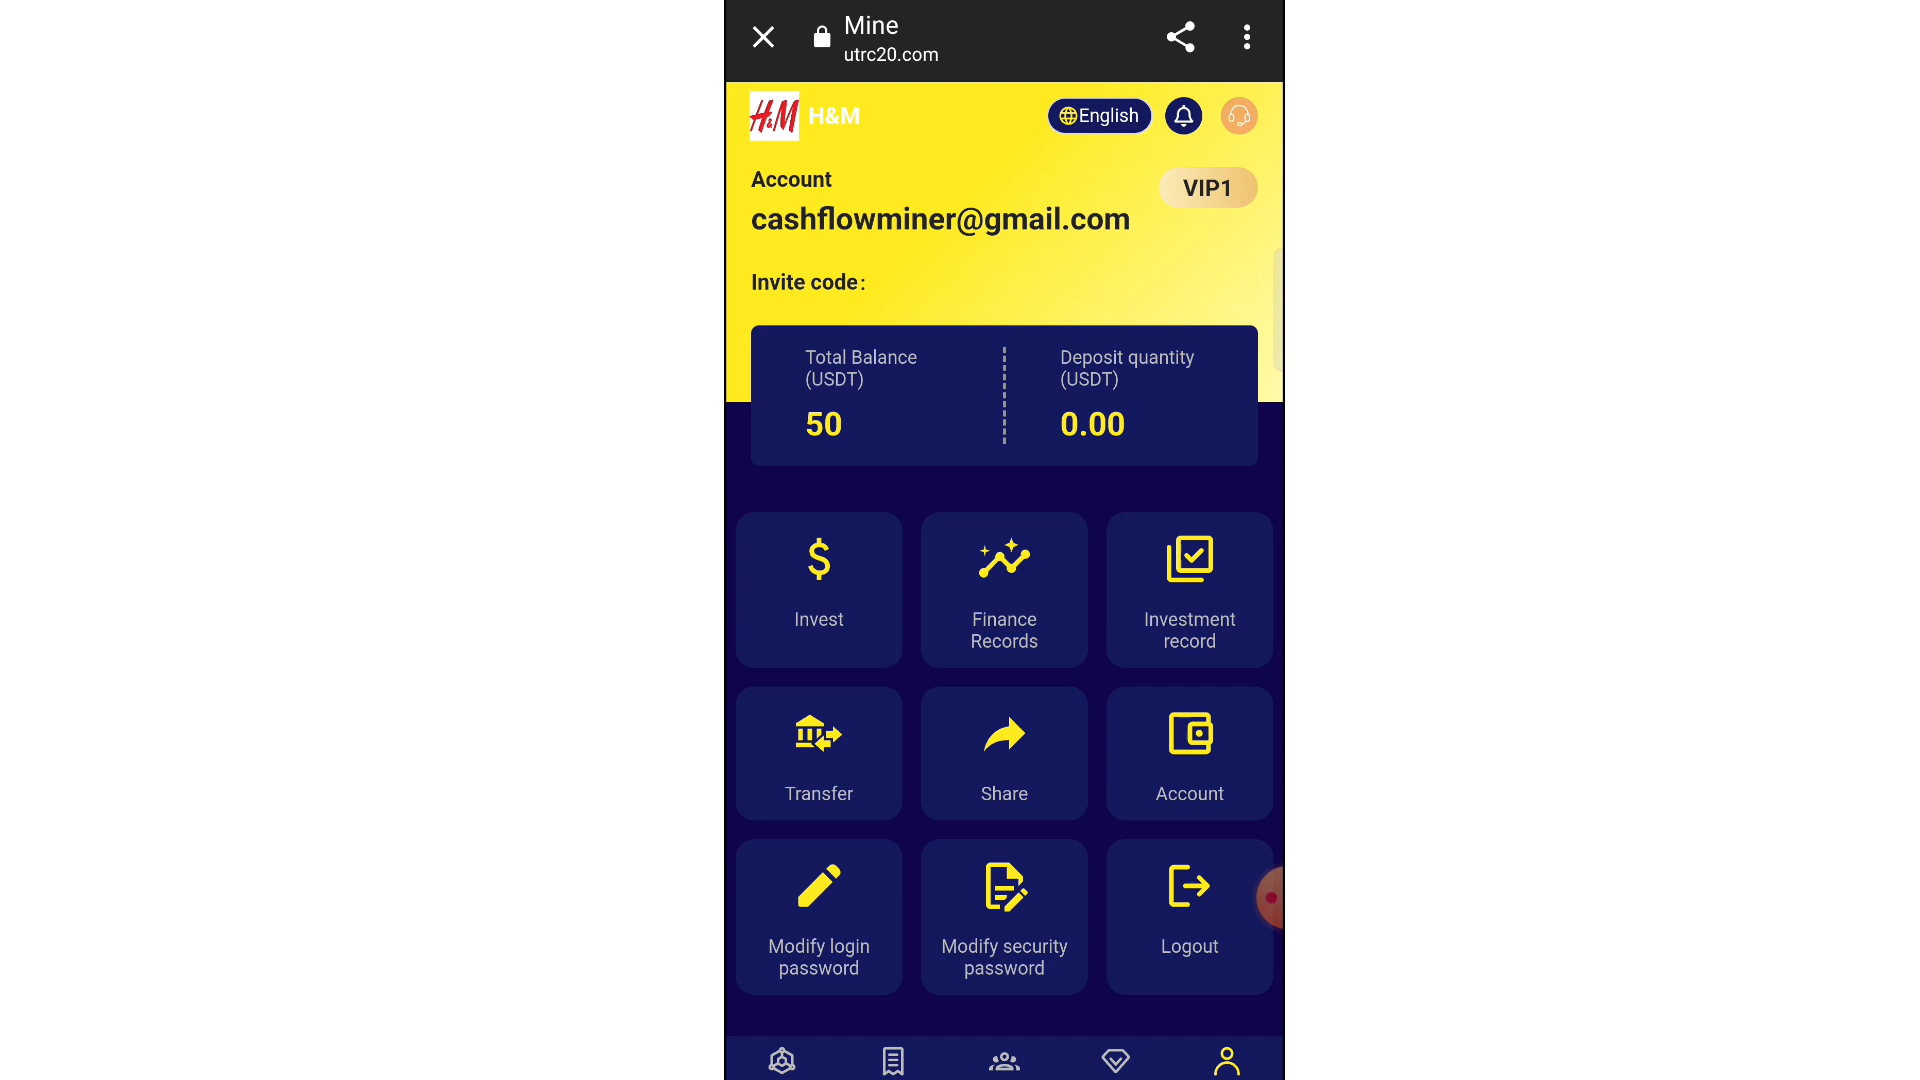 Mine
utrc20.com
H&M H&M
English
Account
VIP1
cashflowminer@gmail.com
Invite code:
Total Balance
(USDT)
50
Deposit quantity
(USDT)
0.00
Invest
Finance
Records
Investment
record
Transfer
Share
Account
Modify login
password
Modify security
password
Logout